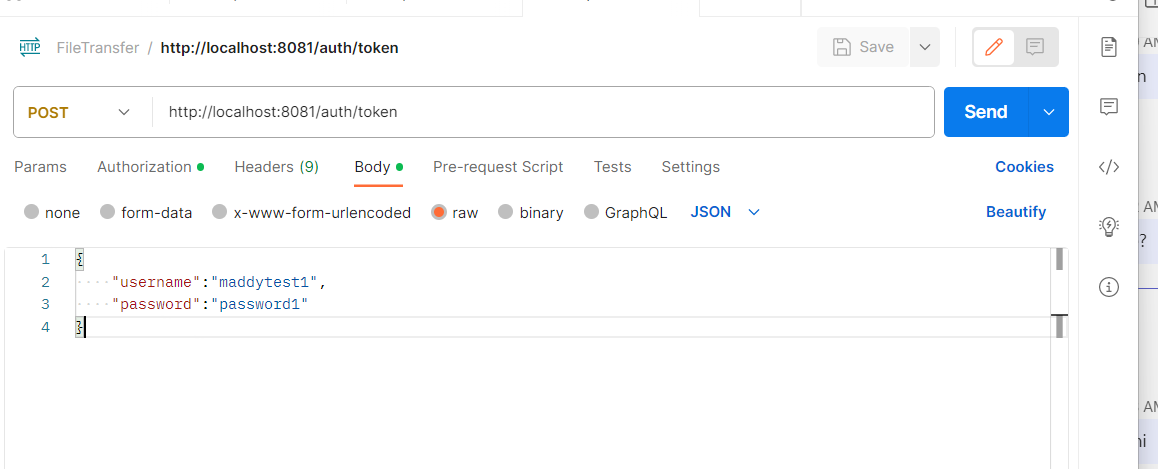 HTTP FileTransfer / http://localhost:8081/auth/token Save
POST http://localhost:8081/auth/token Send
Params Authorization Headers (9) Body Pre-request Script Tests Settings Cookies
none form-data x-www-form-urlencoded raw binary GraphQL JSON Beautify
1 {
2 "username":"maddytest1",
3 "password":"password1"
4 }